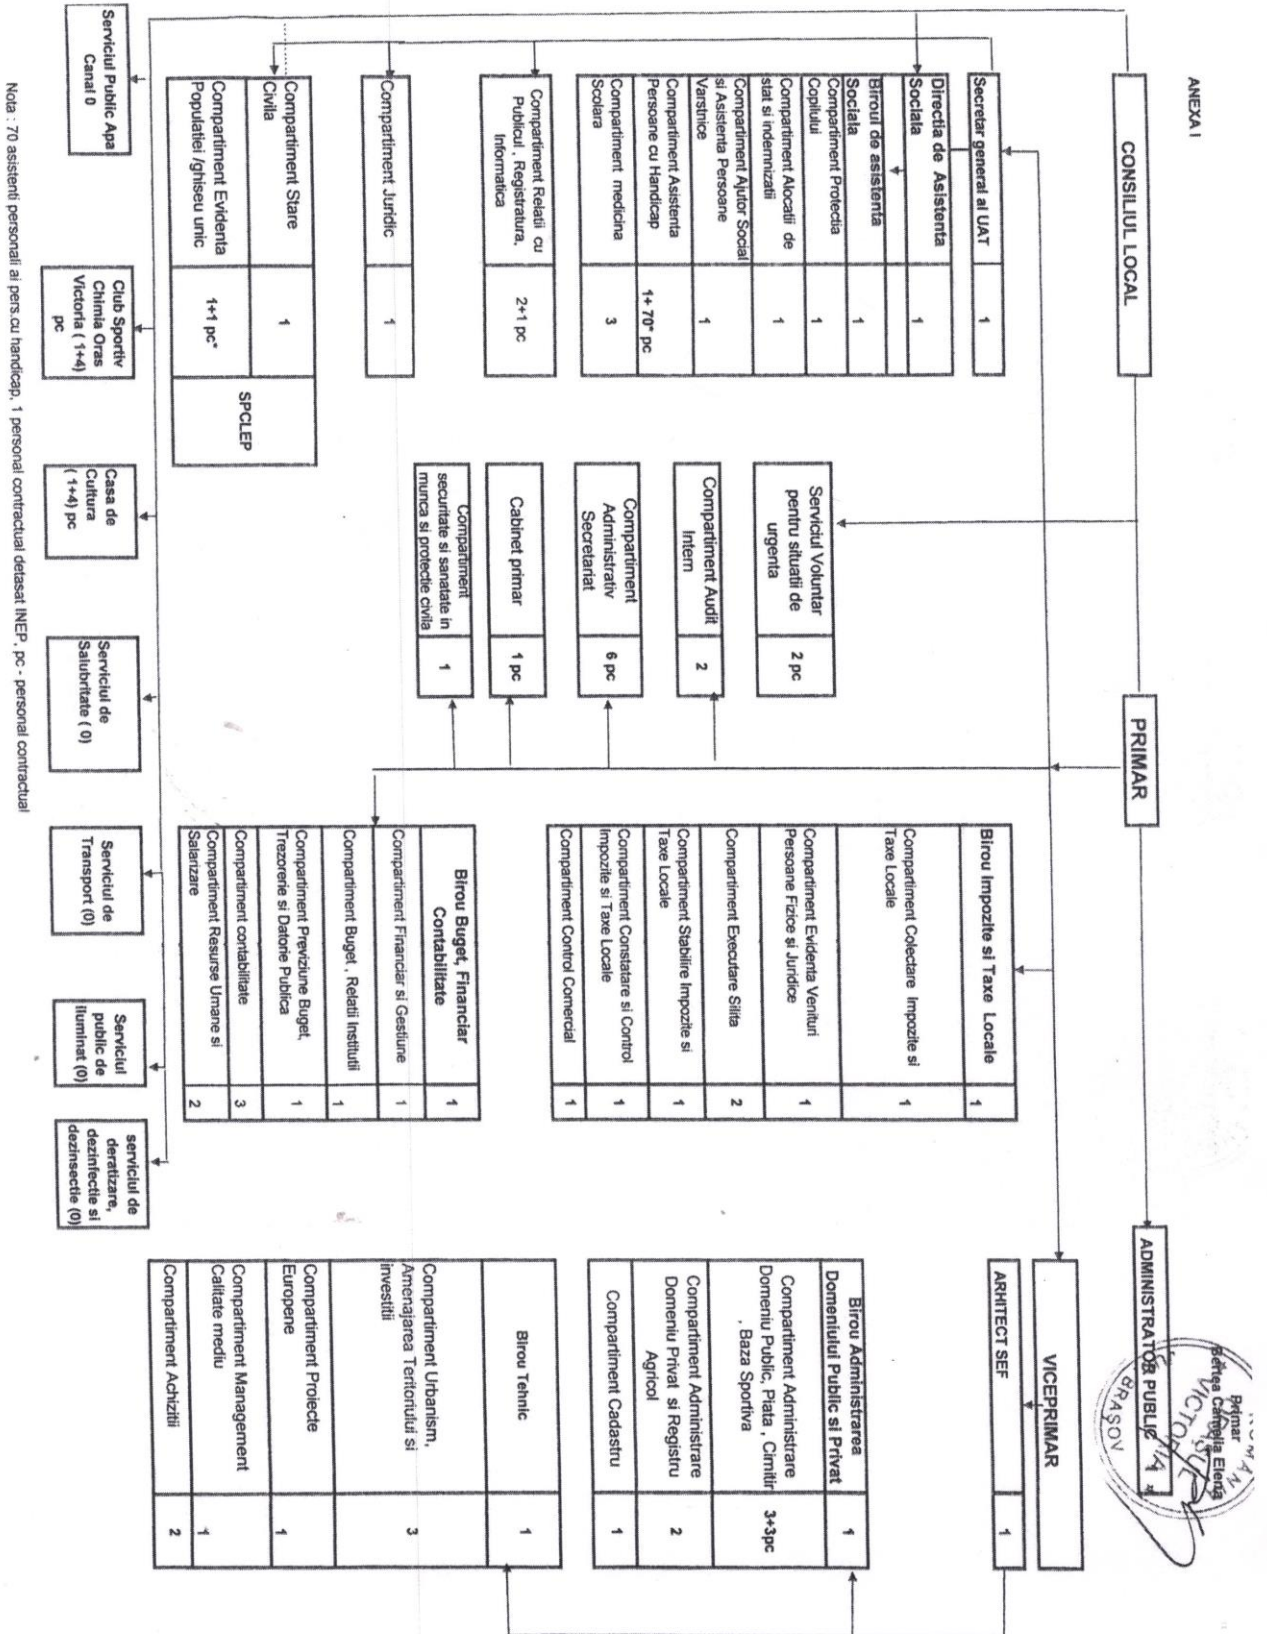 ANEXA I
Primar
Bertea Camelia Elena
BRAȘOV
CONSILIUL LOCAL
PRIMAR
ADMINISTRATOR PUBLIC 1
VICEPRIMAR
Secretar general al UAT 1
Directia de Asistenta
Sociala 1
Biroul de asistenta
Sociala 1
Compartiment Protectia
Copilului 1
Compartiment Alocatii de
stat si indemnizatii 1
Compartiment Ajutor Social
si Asistenta Persoane
Varstnice 1
Compartiment Asistenta
Persoane cu Handicap 1+ 70* pc
Compartiment medicina
Scolara 3
Compartiment Relatii cu
Publicul , Registratura,
Informatica 2+1 pc
Compartiment Juridic 1
Compartiment Stare
Civila 1
Compartiment Evidenta
Populatiei /ghiseu unic 1+1 pc*
SPCLEP
Serviciul Voluntar
pentru situatii de
urgenta 2 pc
Compartiment Audit
Intern 2
Compartiment
Administrativ
Secretariat 6 pc
Cabinet primar 1 pc
Compartiment
securitate si sanatate in
munca si protectie civila 1
Birou Impozite si Taxe Locale 1
Compartiment Colectare Impozite si
Taxe Locale 1
Compartiment Evidenta Venituri
Persoane Fizice și Juridice 1
Compartiment Executare Silita 2
Compartiment Stabilire Impozite si
Taxe Locale 1
Compartiment Constatare si Control
Impozite si Taxe Locale 1
Compartiment Control Comercial 1
Birou Buget, Financiar
Contabilitate 1
Compartiment Financiar si Gestiune 1
Compartiment Buget , Relatii Institutii 1
Compartiment Previziune Buget,
Trezorerie si Datorie Publica 1
Compartiment contabilitate 3
Compartiment Resurse Umane si
Salarizare 2
ARHITECT SEF 1
Birou Administrarea
Domeniului Public si Privat 1
Compartiment Administrare
Domeniu Public, Piata , Cimitir
, Baza Sportiva 3+3pc
Compartiment Administrare
Domeniu Privat si Registru
Agricol 2
Compartiment Cadastru 1
Birou Tehnic 1
Compartiment Urbanism,
Amenajarea Teritoriului si
investitii 3
Compartiment Proiecte
Europene 1
Compartiment Management
Calitate mediu 1
Compartiment Achizitii 2
Serviciul Public Apa
Canal 0
Club Sportiv
Chimia Oras
Victoria ( 1+4)
pc
Casa de
Cultura
( 1+4) pc
Serviciul de
Salubritate ( 0)
Serviciul de
Transport (0)
Serviciul
public de
Iluminat (0)
serviciul de
deratizare,
dezinfectie si
dezinsectie (0)
Nota : 70 asistenti personali ai pers.cu handicap, 1 personal contractual detasat INEP, pc - personal contractual